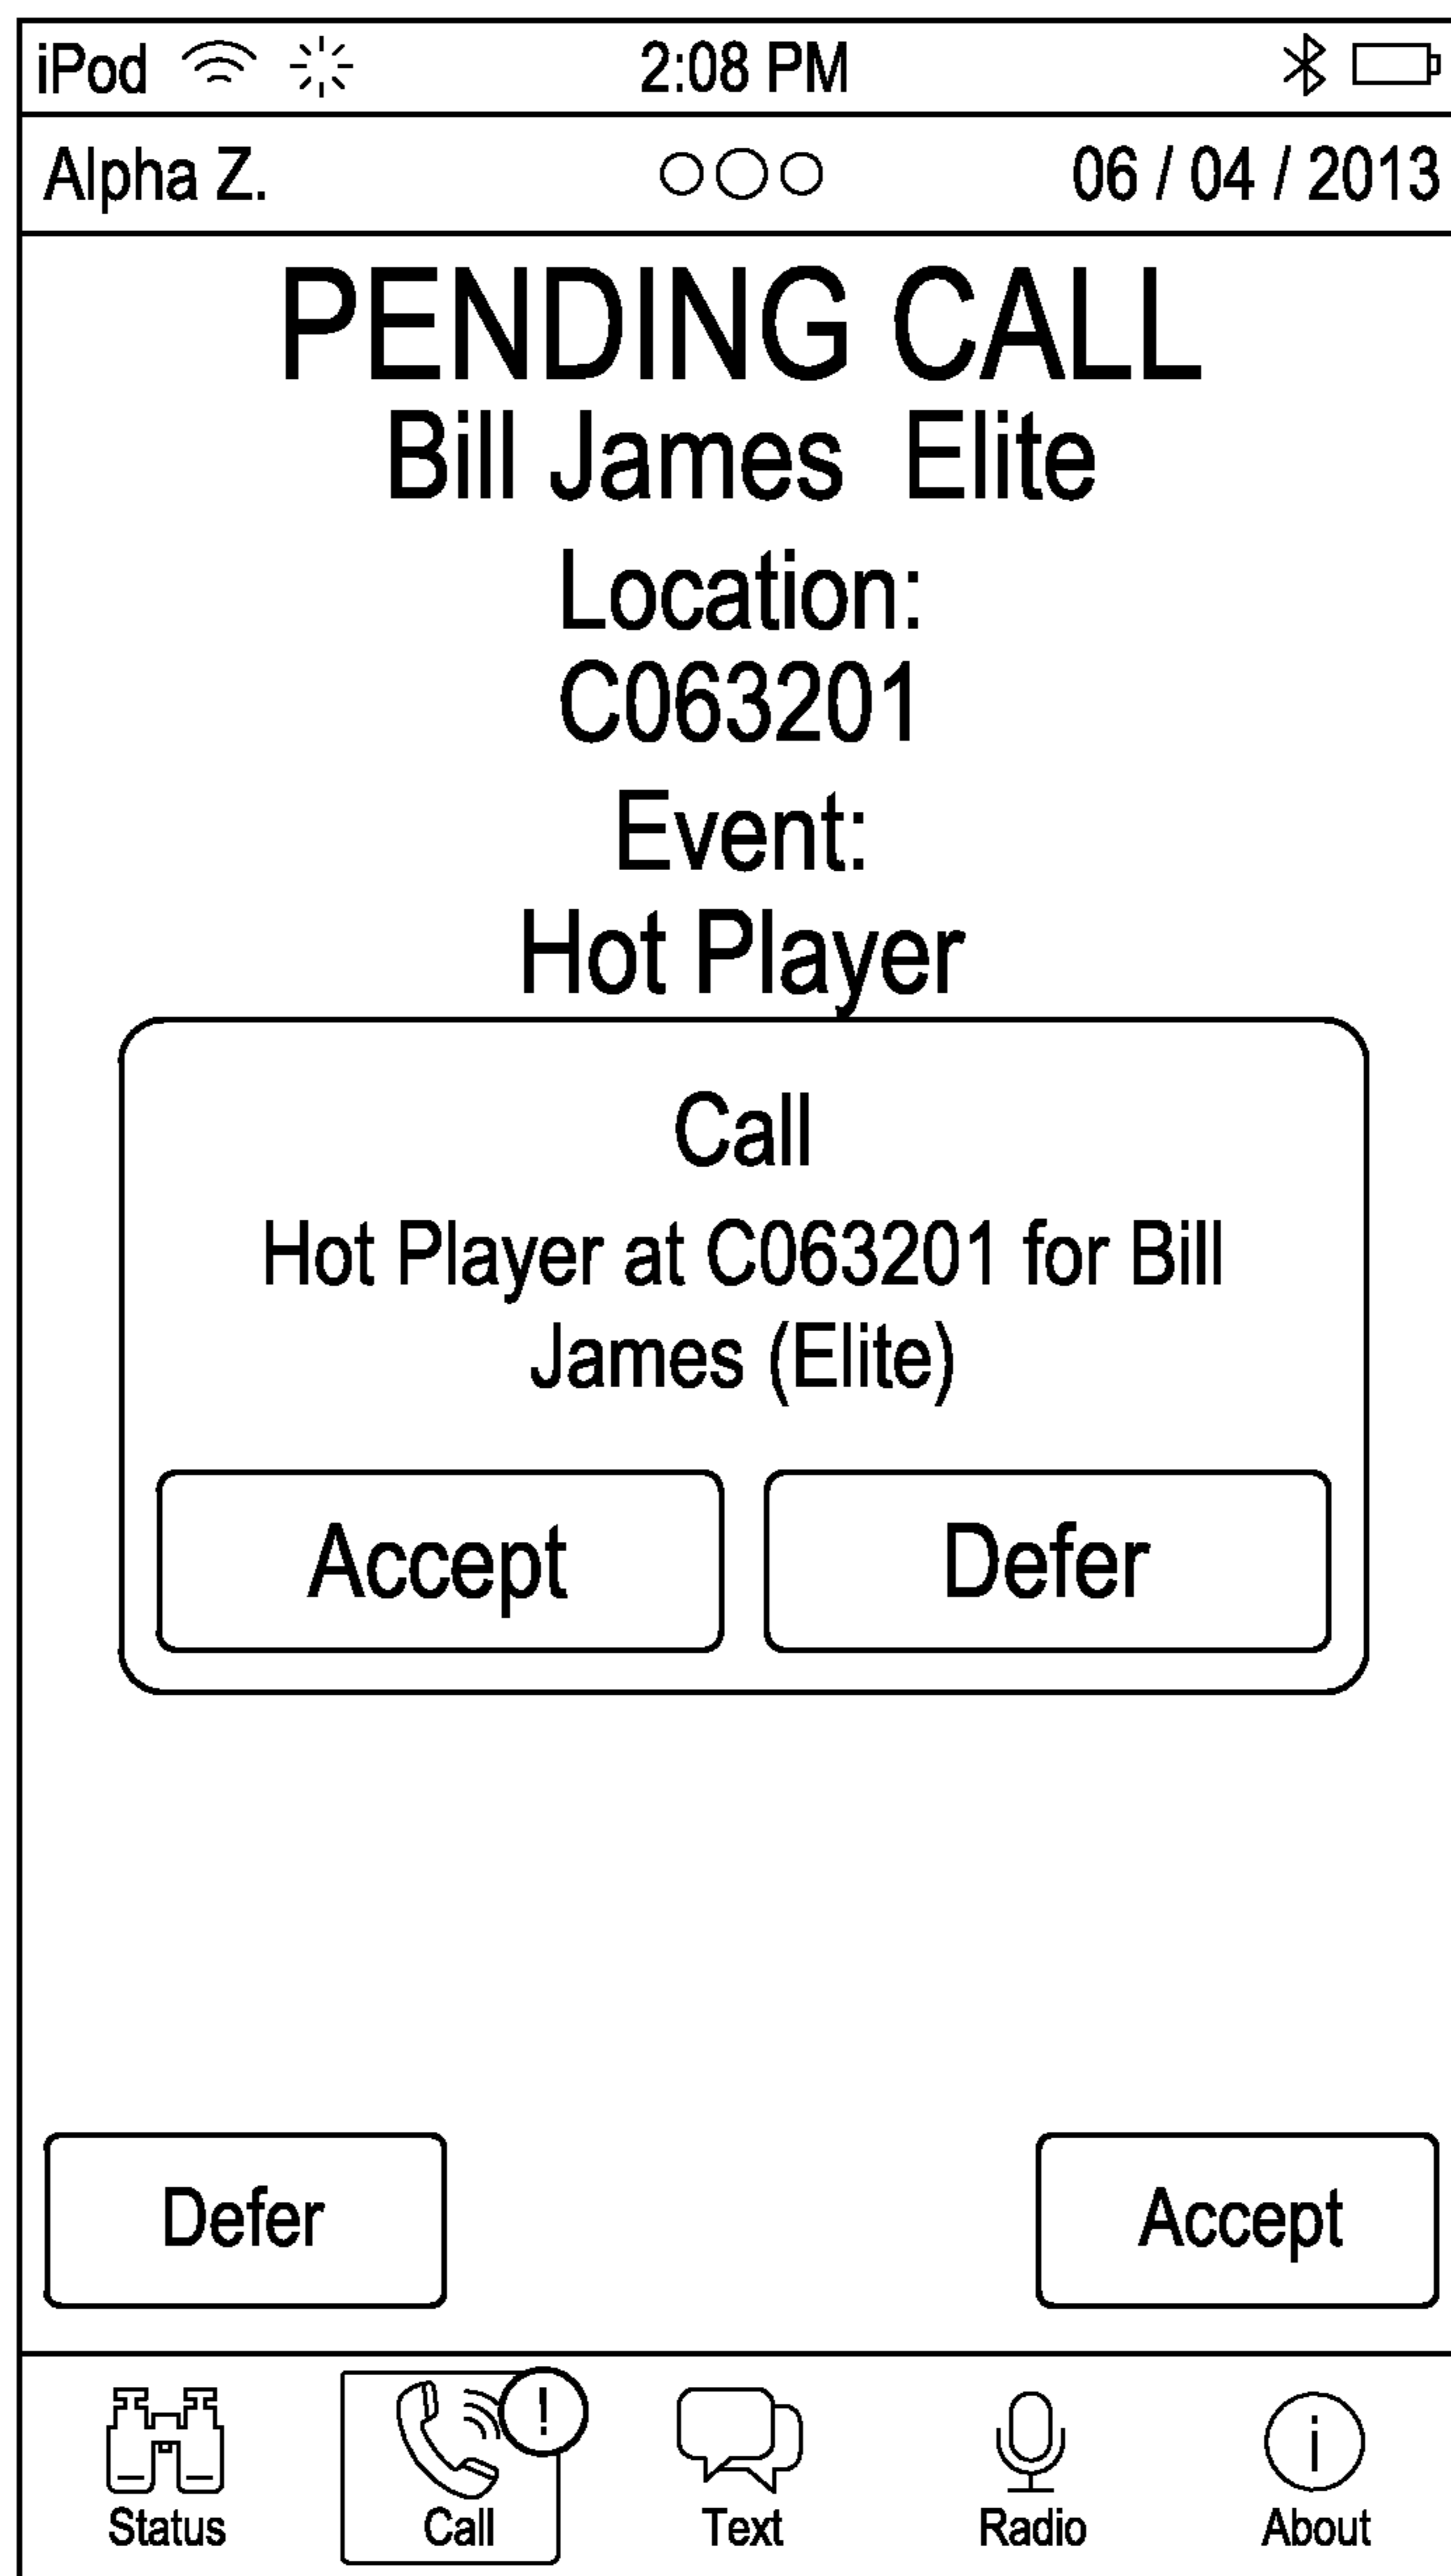 iPod 2:08 PM
Alpha Z. 06 / 04 / 2013
PENDING CALL
Bill James Elite
Location:
C063201
Event:
Hot Player
Call
Hot Player at C063201 for Bill
James (Elite)
Accept Defer
Defer Accept
!
i
Status Call Text Radio About